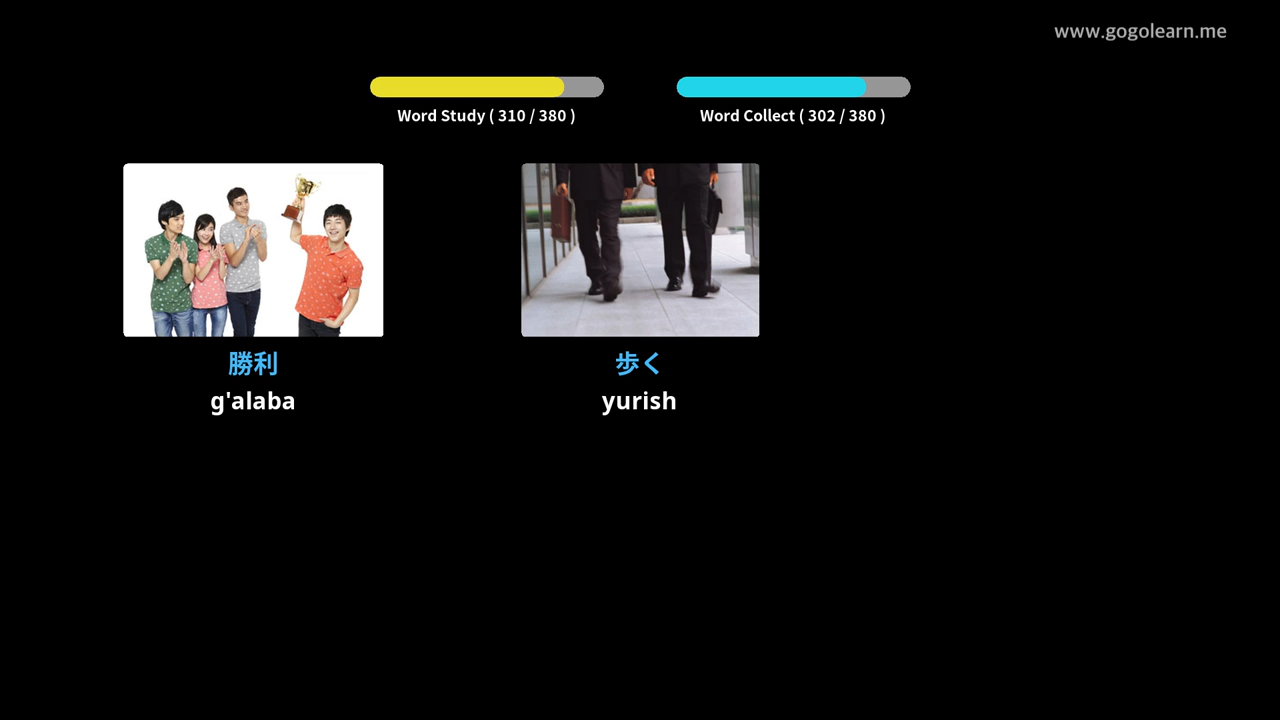 www.gogolearn.me
Word Study ( 310 / 380 )
Word Collect ( 302 / 380 )
勝利
g'alaba
歩く
yurish